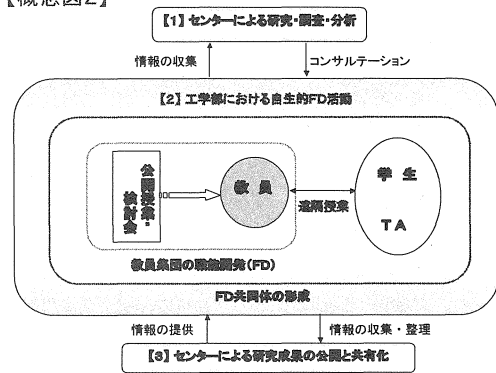 【概念図2】
【1】センターによる研究・調査・分析
情報の収集
コンサルテーション
【2】工学部における自生的FD活動
公開授業・
検討会
教 員
遠隔授業
学 生
TA
教員集団の職能開発(FD)
FD共同体の形成
情報の提供
情報の収集・整理
【3】センターによる研究成果の公開と共有化